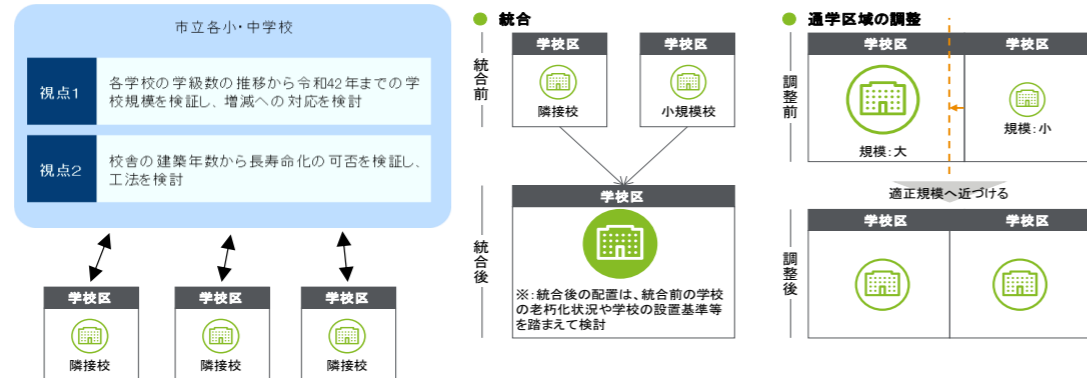 市立各小・中学校
視点1
各学校の学級数の推移から令和42年までの学
校規模を検証し、増減への対応を検討
視点2
校舎の建築年数から長寿命化の可否を検証し、
工法を検討
学校区
隣接校
学校区
隣接校
学校区
隣接校
● 統合
統合前
学校区
隣接校
学校区
小規模校
統合後
学校区
※：統合後の配置は、統合前の学校
の老朽化状況や学校の設置基準等
を踏まえて検討
● 通学区域の調整
調整前
学校区
規模：大
学校区
規模：小
適正規模へ近づける
調整後
学校区
学校区